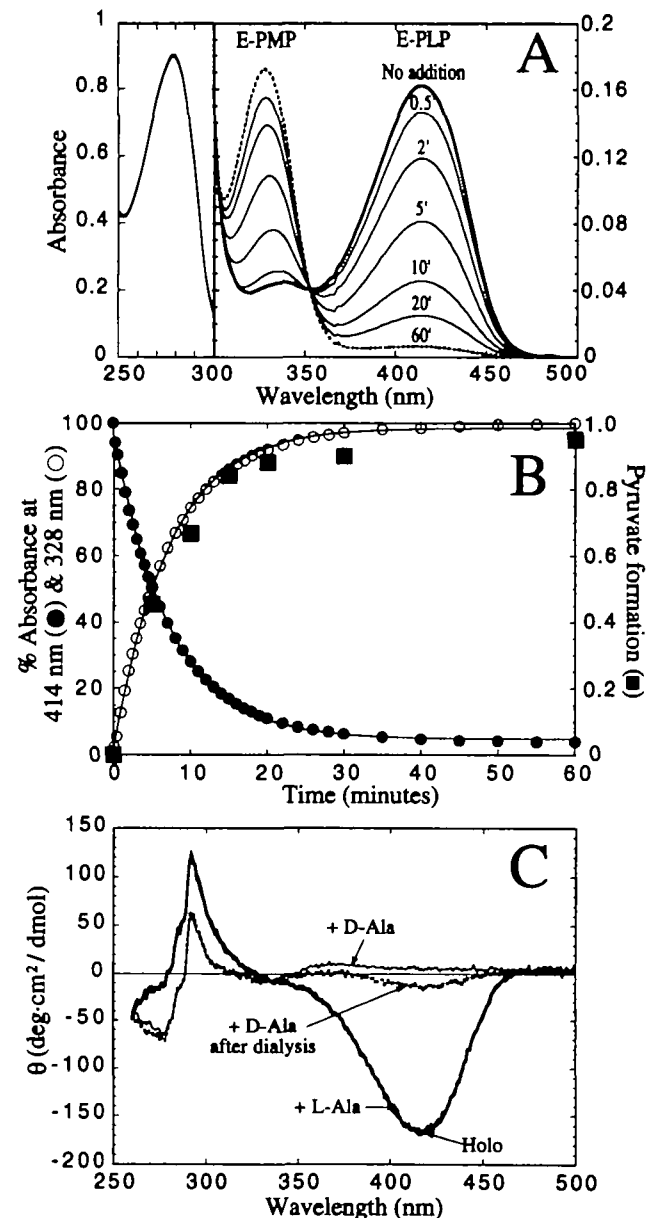 E-PMP E-PLP
A
No addition
0.5'
2'
5'
10'
20'
60'
Absorbance
1
0.8
0.6
0.4
0.2
0
0.2
0.16
0.12
0.08
0.04
0
250 300 350 400 450 500
Wavelength (nm)
B
% Absorbance at
414 nm (●) & 328 nm (○)
100
80
60
40
20
0
1.0
0.8
0.6
0.4
0.2
0
Pyruvate formation (■)
0 10 20 30 40 50 60
Time (minutes)
C
θ (deg·cm² / dmol)
150
100
50
0
-50
-100
-150
-200
+ D-Ala
+ D-Ala
after dialysis
+ L-Ala
Holo
250 300 350 400 450 500
Wavelength (nm)